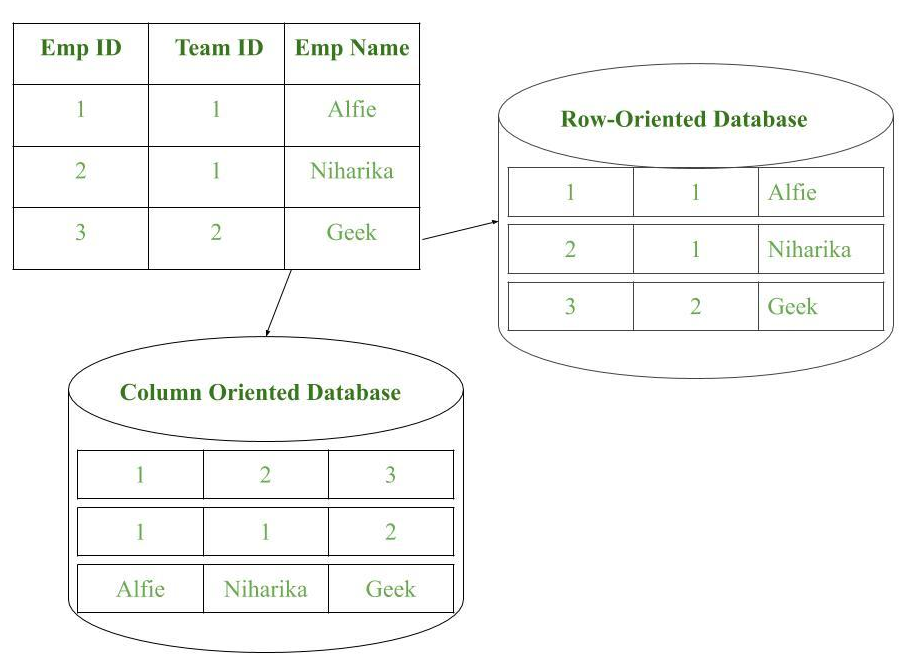 Emp ID Team ID Emp Name
1 1 Alfie
2 1 Niharika
3 2 Geek
Row-Oriented Database
1 1 Alfie
2 1 Niharika
3 2 Geek
Column Oriented Database
1 2 3
1 1 2
Alfie Niharika Geek